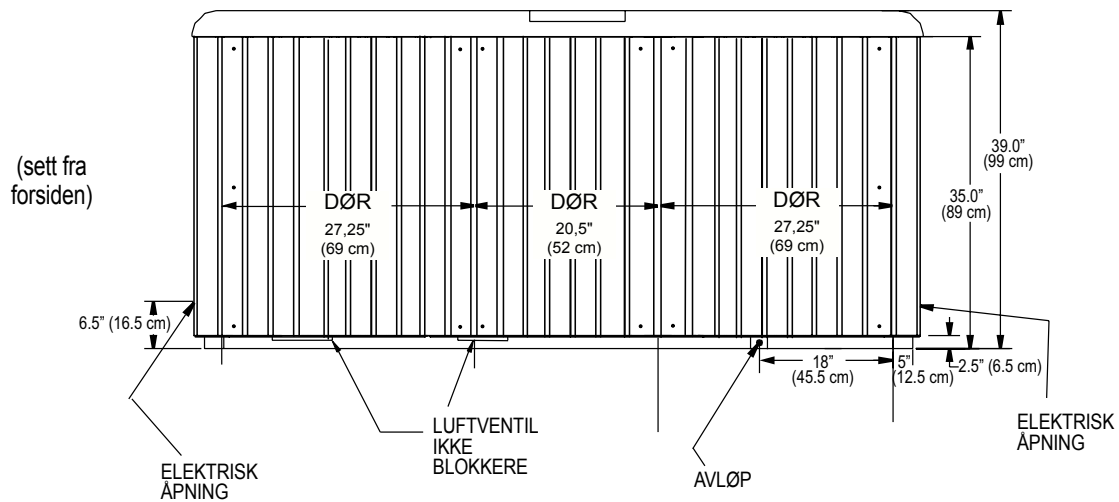 39.0”
(99 cm)
35.0”
(89 cm)
(sett fra
forsiden)
DØR
27,25"
(69 cm)
DØR
20,5"
(52 cm)
DØR
27,25"
(69 cm)
6.5” (16.5 cm)
18”
(45.5 cm)
5”
(12.5 cm)
2.5” (6.5 cm)
LUFTVENTIL
IKKE
BLOKKERE
ELEKTRISK
ÅPNING
AVLØP
ELEKTRISK
ÅPNING